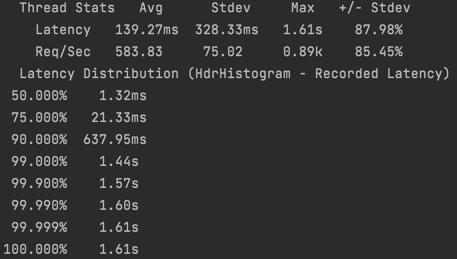 Thread Stats   Avg      Stdev     Max   +/- Stdev
Latency   139.27ms  328.33ms   1.61s    87.98%
Req/Sec   583.83     75.02     0.89k    85.45%
Latency Distribution (HdrHistogram - Recorded Latency)
50.000%    1.32ms
75.000%   21.33ms
90.000%  637.95ms
99.000%    1.44s
99.900%    1.57s
99.990%    1.60s
99.999%    1.61s
100.000%    1.61s